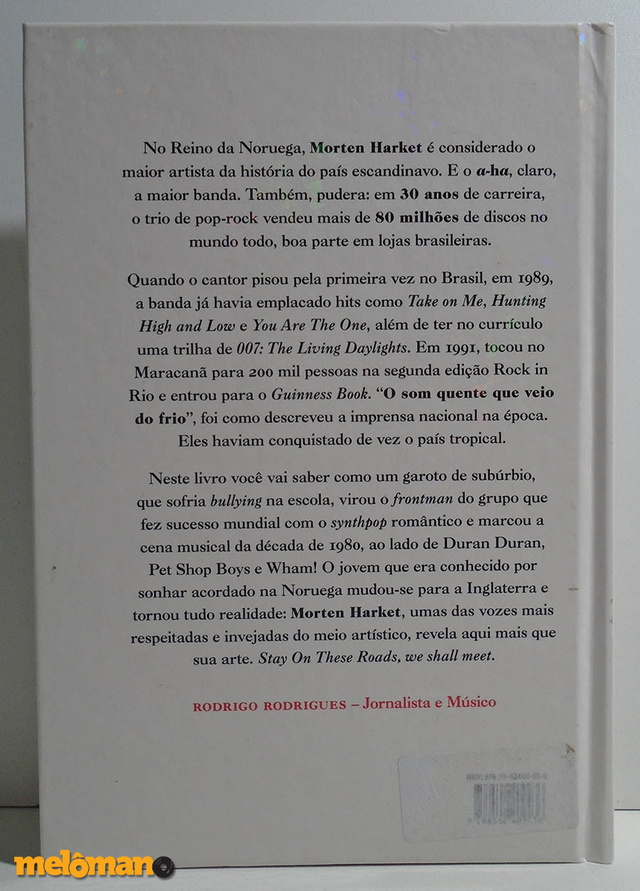 No Reino da Noruega, Morten Harket é considerado o
maior artista da história do país escandinavo. E o a-ha, claro,
a maior banda. Também, pudera: em 30 anos de carreira,
o trio de pop-rock vendeu mais de 80 milhões de discos no
mundo todo, boa parte em lojas brasileiras.
Quando o cantor pisou pela primeira vez no Brasil, em 1989,
a banda já havia emplacado hits como Take on Me, Hunting
High and Low e You Are The One, além de ter no currículo
uma trilha de 007: The Living Daylights. Em 1991, tocou no
Maracanã para 200 mil pessoas na segunda edição Rock in
Rio e entrou para o Guinness Book. “O som quente que veio
do frio”, foi como descreveu a imprensa nacional na época.
Eles haviam conquistado de vez o país tropical.
Neste livro você vai saber como um garoto de subúrbio,
que sofria bullying na escola, virou o frontman do grupo que
fez sucesso mundial com o synthpop romântico e marcou a
cena musical da década de 1980, ao lado de Duran Duran,
Pet Shop Boys e Wham! O jovem que era conhecido por
sonhar acordado na Noruega mudou-se para a Inglaterra e
tornou tudo realidade: Morten Harket, umas das vozes mais
respeitadas e invejadas do meio artístico, revela aqui mais que
sua arte. Stay On These Roads, we shall meet.
RODRIGO RODRIGUES – Jornalista e Músico
melômano